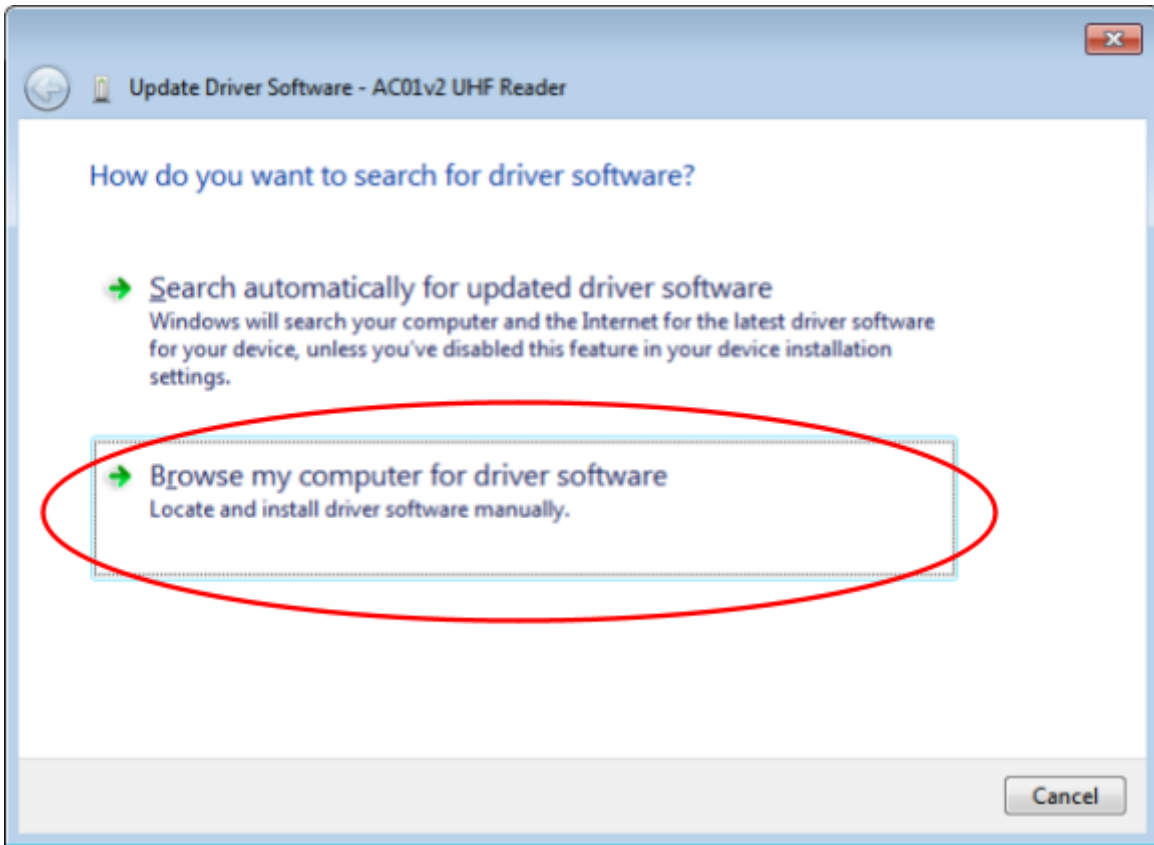 Update Driver Software - AC01v2 UHF Reader
How do you want to search for driver software?
Search automatically for updated driver software
Windows will search your computer and the Internet for the latest driver software
for your device, unless you've disabled this feature in your device installation
settings.
Browse my computer for driver software
Locate and install driver software manually.
Cancel